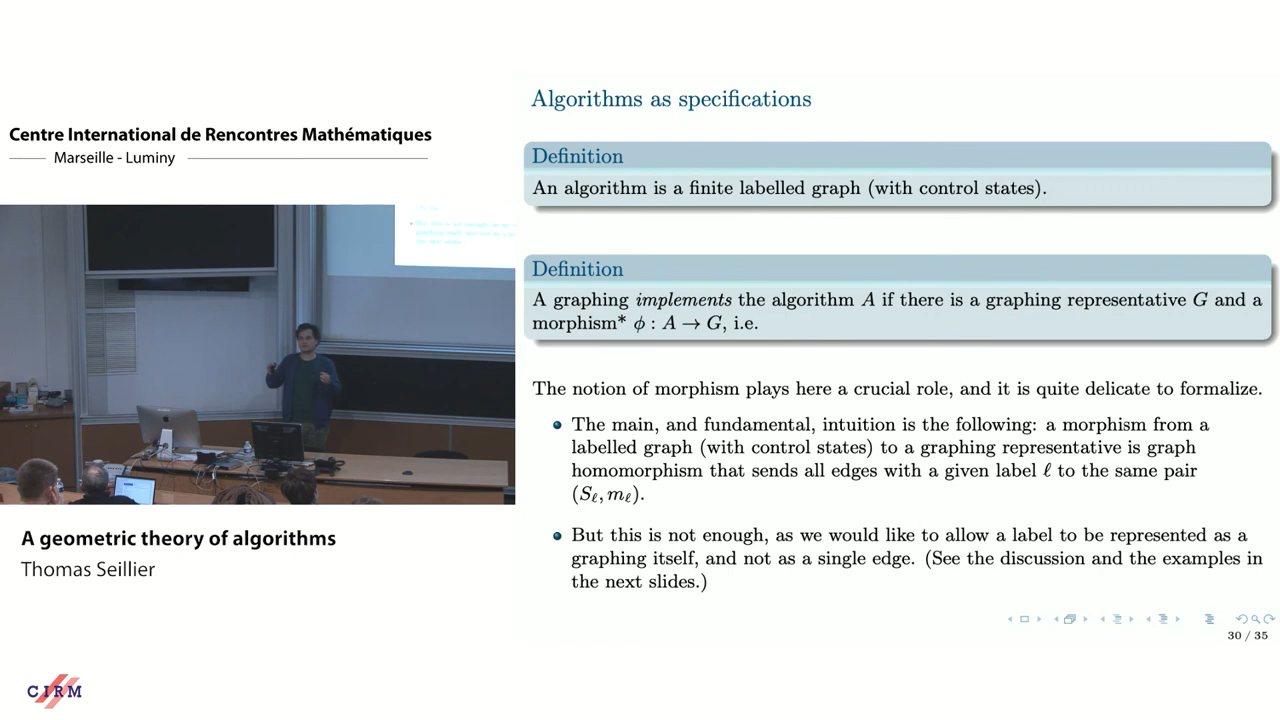 Centre International de Rencontres Mathématiques
Marseille - Luminy
A geometric theory of algorithms
Thomas Seillier
CIRM
Algorithms as specifications
Definition
An algorithm is a finite labelled graph (with control states).
Definition
A graphing implements the algorithm A if there is a graphing representative G and a
morphism* ϕ : A → G, i.e.
The notion of morphism plays here a crucial role, and it is quite delicate to formalize.
The main, and fundamental, intuition is the following: a morphism from a
labelled graph (with control states) to a graphing representative is graph
homomorphism that sends all edges with a given label ℓ to the same pair
(Sℓ, mℓ).
But this is not enough, as we would like to allow a label to be represented as a
graphing itself, and not as a single edge. (See the discussion and the examples in
the next slides.)
30 / 35